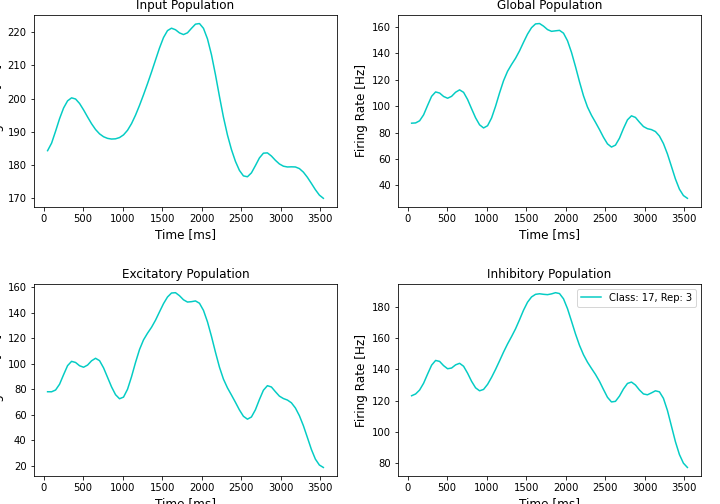 Input Population
Global Population
220
210
200
190
180
170
0 500 1000 1500 2000 2500 3000 3500
Time [ms]
Firing Rate [Hz]
160
140
120
100
80
60
40
0 500 1000 1500 2000 2500 3000 3500
Time [ms]
Excitatory Population
Inhibitory Population
160
140
120
100
80
60
40
20
0 500 1000 1500 2000 2500 3000 3500
Time [ms]
Firing Rate [Hz]
180
160
140
120
100
80
Class: 17, Rep: 3
0 500 1000 1500 2000 2500 3000 3500
Time [ms]